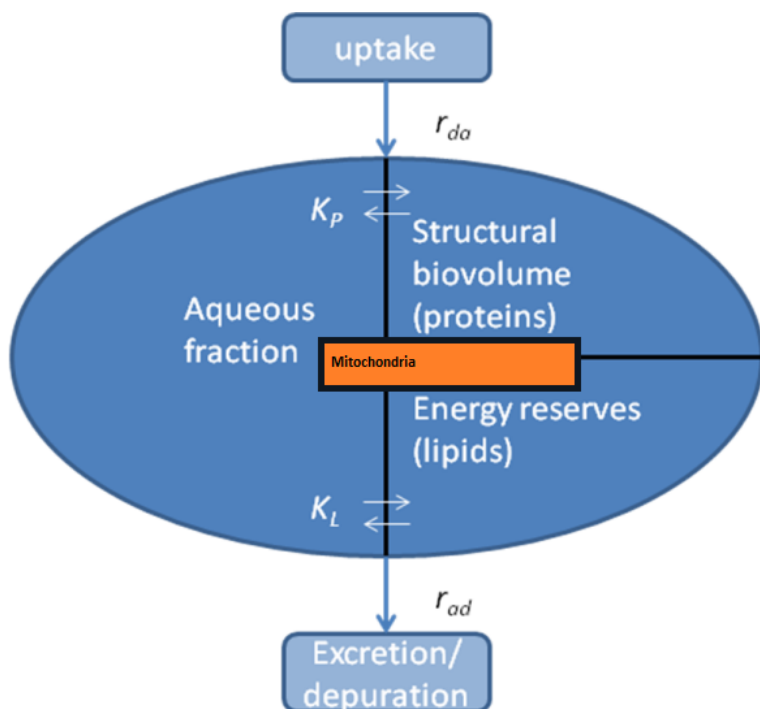 uptake
r_da
K_P
Structural
biovolume
(proteins)
Aqueous
fraction
Mitochondria
Energy reserves
(lipids)
K_L
r_ad
Excretion/
depuration